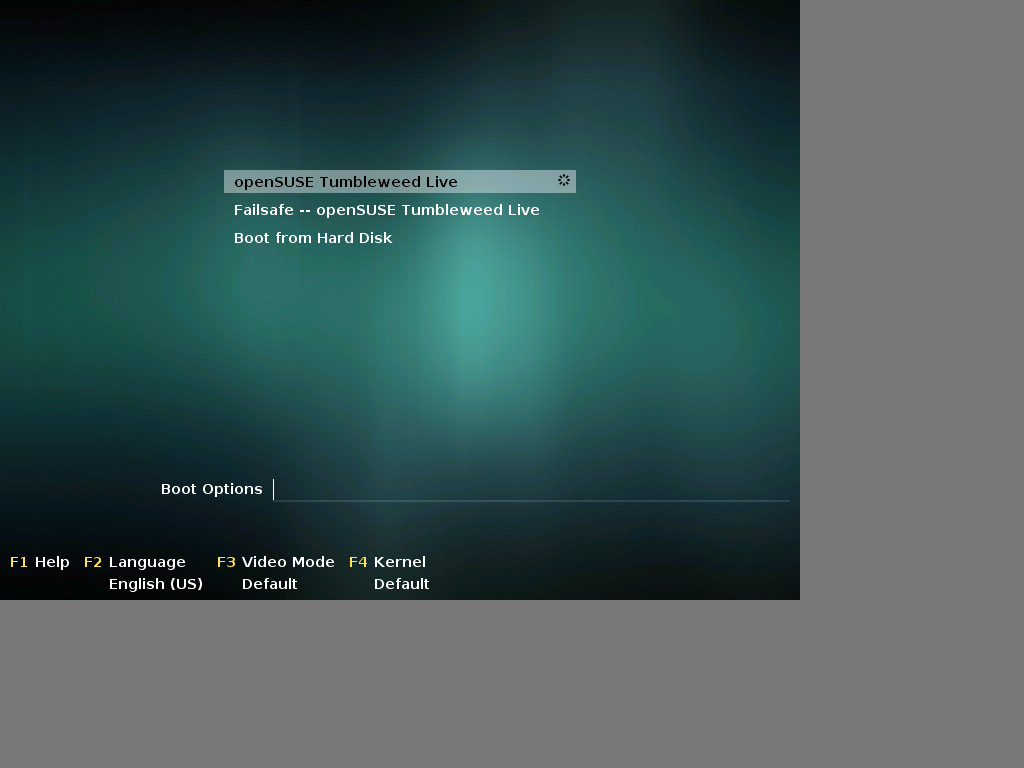 openSUSE Tumbleweed Live
Failsafe -- openSUSE Tumbleweed Live
Boot from Hard Disk
Boot Options
F1 Help F2 Language F3 Video Mode F4 Kernel
English (US) Default Default